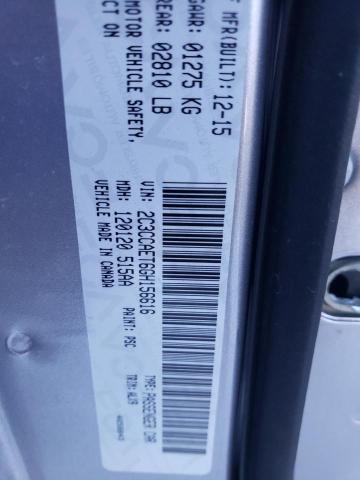 F MFR(BUILT): 12-15
GAWR: 01275 KG
REAR: 02810 LB
MOTOR VEHICLE SAFETY,
ECT ON
VIN: 2C3CCAET6GH156616
TYPE: PASSENGER CAR
MDH: 120120 515AA
PAINT: PSC
TRIM: ALX9
VEHICLE MADE IN CANADA